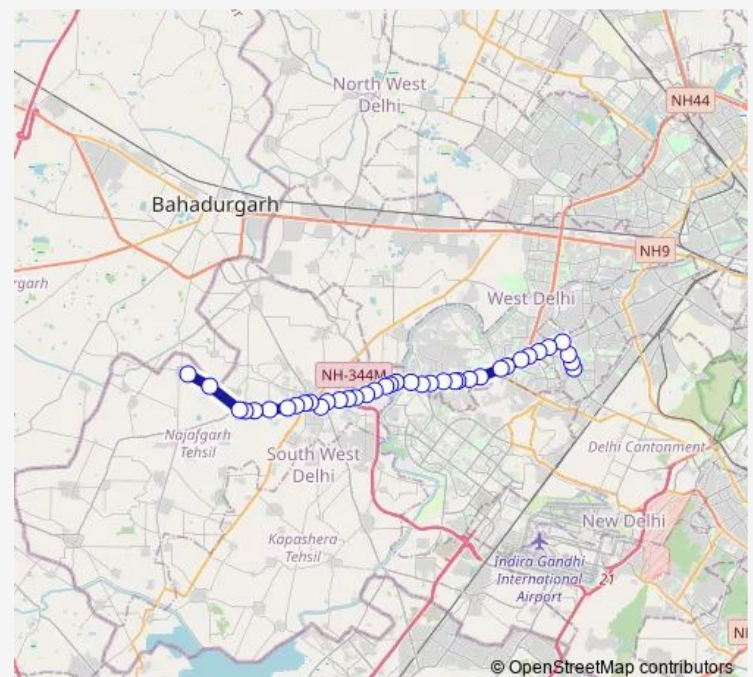 North West
Delhi
NH44
Bahadurgarh
NH9
rgarh
West Delhi
NH-344M
Najafgarh
Tehsil
South West
Delhi
Delhi Cantonment
New Delhi
Kapashera
Tehsil
Indira Gandhi
International
Airport
21
© OpenStreetMap contributors